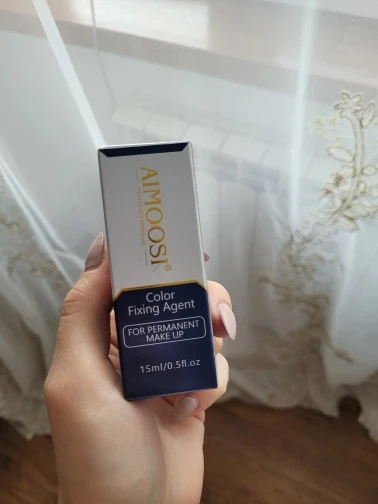 AIMOOSI®
Color
Fixing Agent
FOR PERMANENT
MAKE UP
15ml/0.5fl.oz